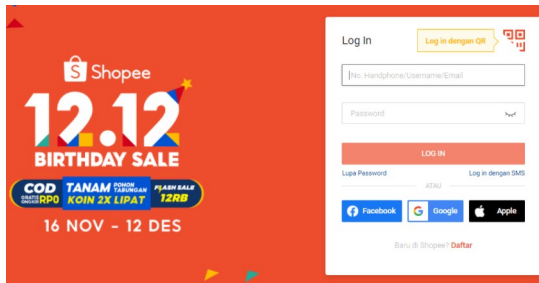 Shopee
12.12
BIRTHDAY SALE
COD
GRATIS ONGKIR RP0
TANAM POHON TABUNGAN
KOIN 2X LIPAT
FLASH SALE
12RB
16 NOV - 12 DES
Log In
Log in dengan QR
No. Handphone/Username/Email
Password
LOG IN
Lupa Password
Log in dengan SMS
ATAU
Facebook
Google
Apple
Baru di Shopee? Daftar